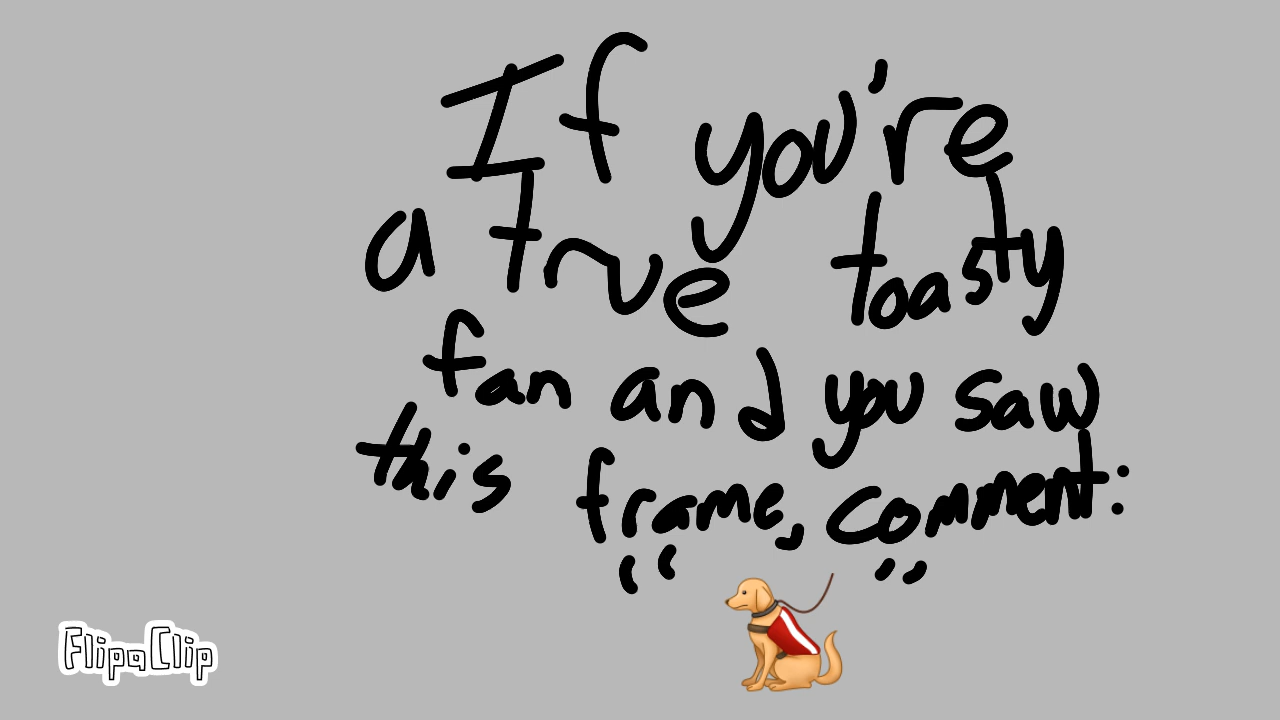 If you're
a true toasty
fan and you saw
this frame, comment:
"🐕‍🦺"
FlipaClip